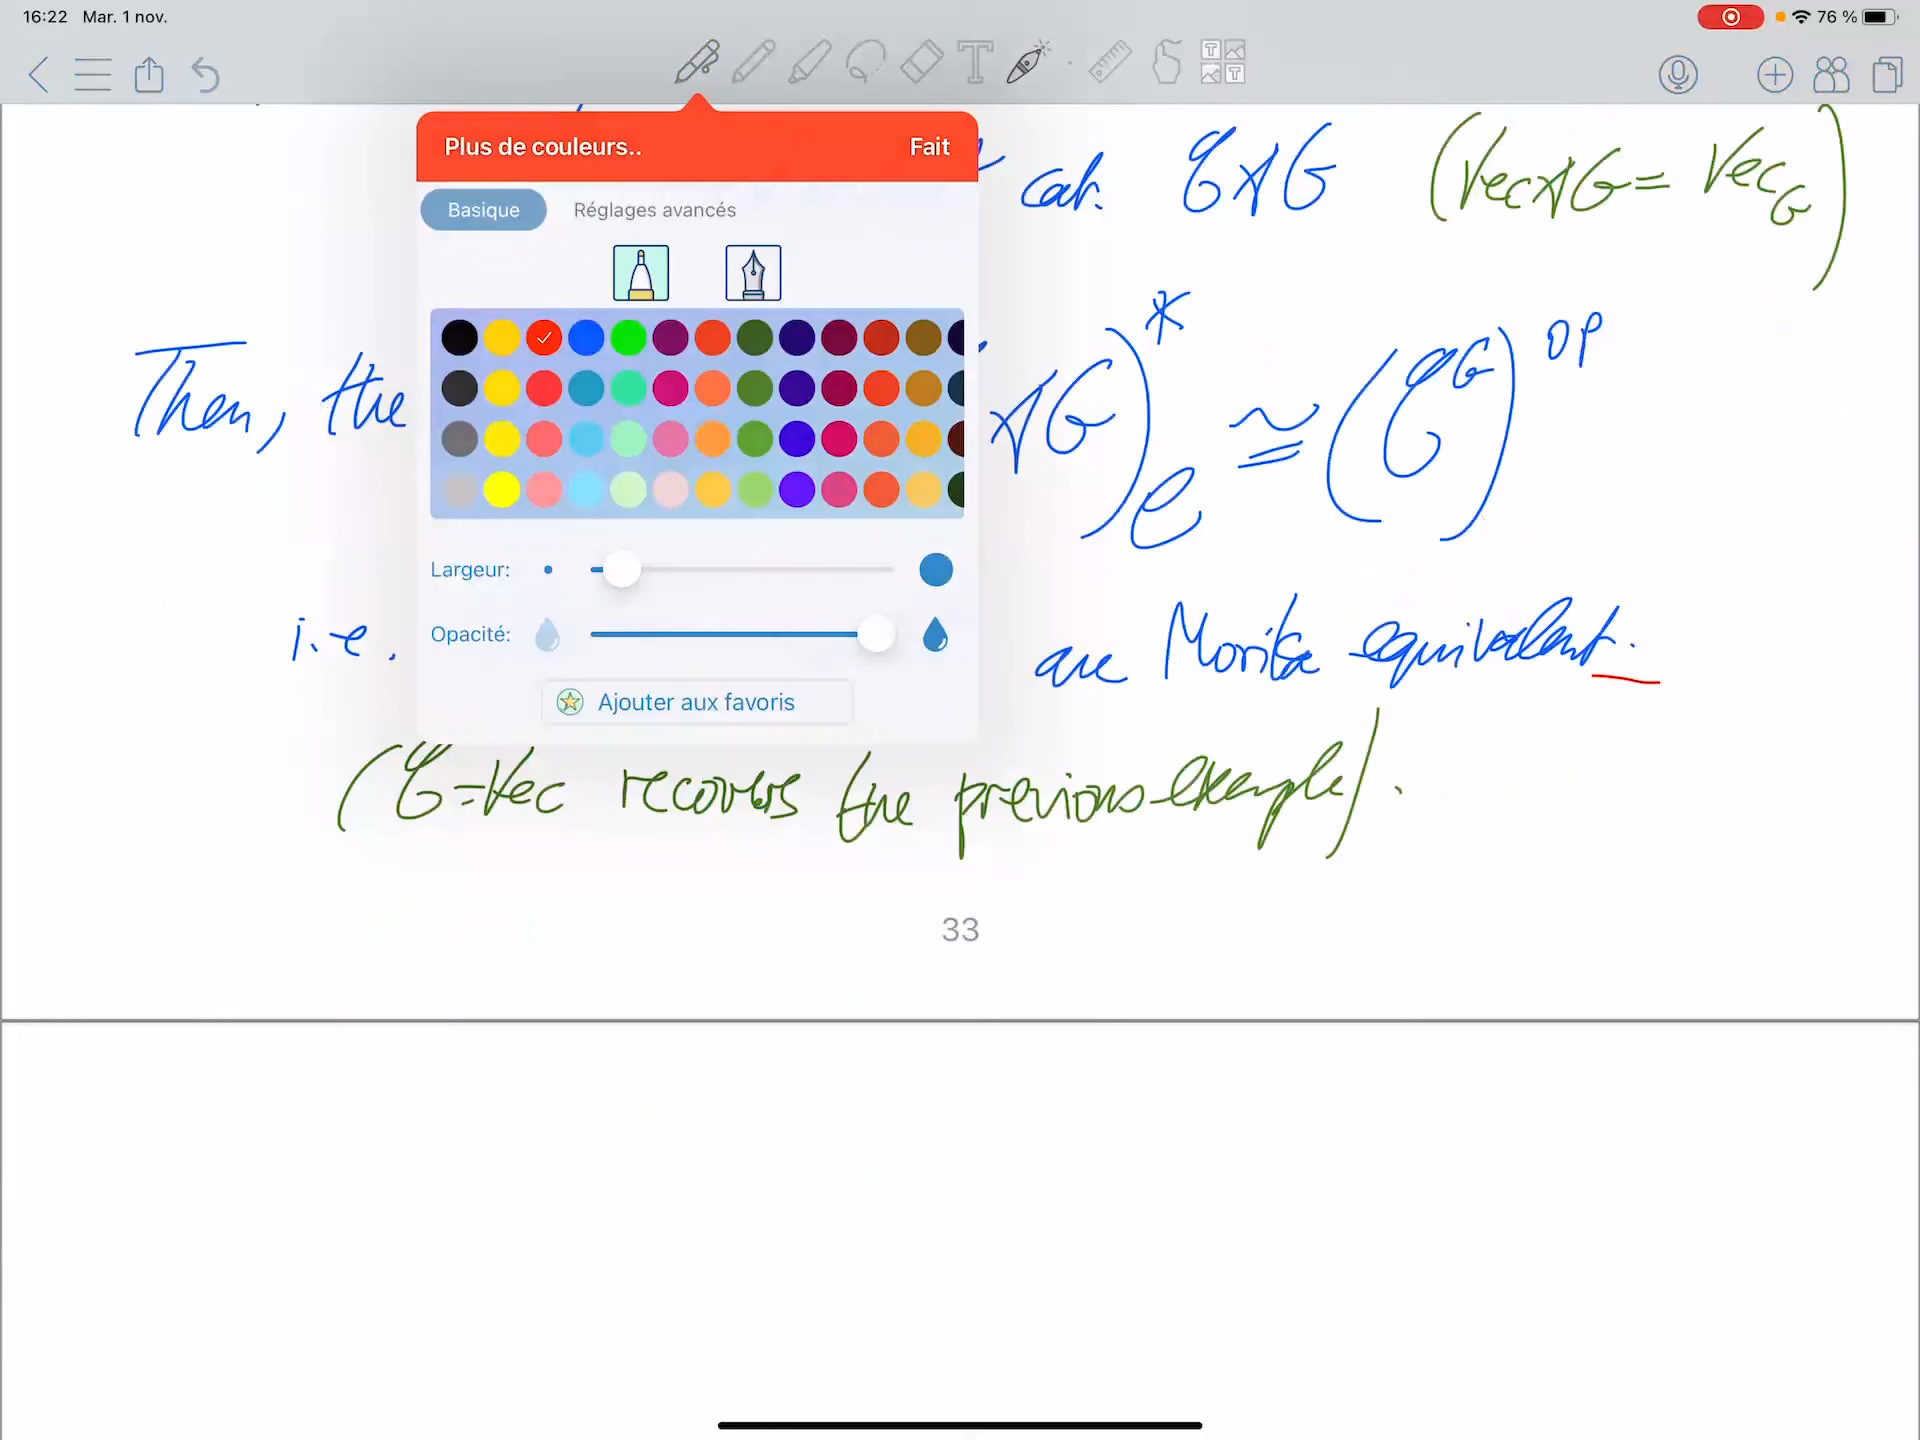 16:22 Mar. 1 nov. 76 %
Plus de couleurs.. Fait
Basique Réglages avancés
cat. 𝒞⋊G (Vec⋊G = Vec_G)
Then, the ⋊G)*_𝒞 ≅ (𝒞^G)^op
Largeur:
Opacité:
i.e. are Morita equivalent.
Ajouter aux favoris
(𝒞=Vec recovers the previous example).
33